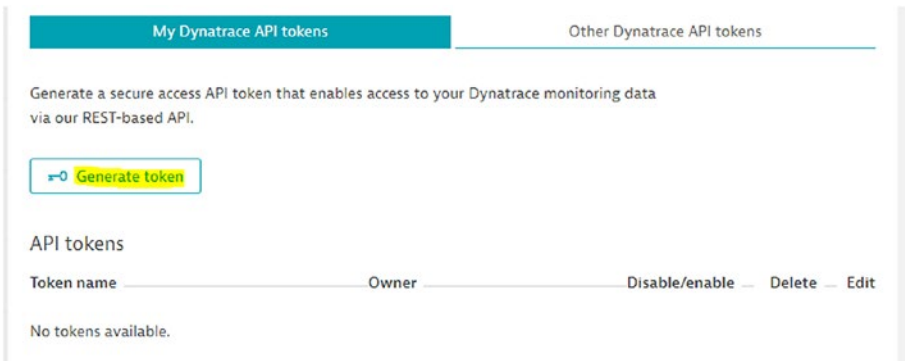 My Dynatrace API tokens
Other Dynatrace API tokens
Generate a secure access API token that enables access to your Dynatrace monitoring data
via our REST-based API.
Generate token
API tokens
Token name Owner Disable/enable Delete Edit
No tokens available.